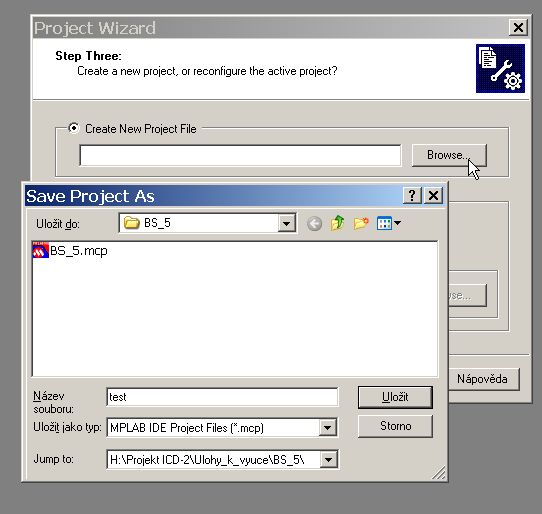 Project Wizard
Step Three:
Create a new project, or reconfigure the active project?
Create New Project File
Browse...
Save Project As
Uložit do:
BS_5
BS_5.mcp
Název
souboru:
test
Uložit
Uložit jako typ:
MPLAB IDE Project Files (*.mcp)
Storno
Jump to:
H:\Projekt ICD-2\Ulohy_k_vyuce\BS_5\
Nápověda